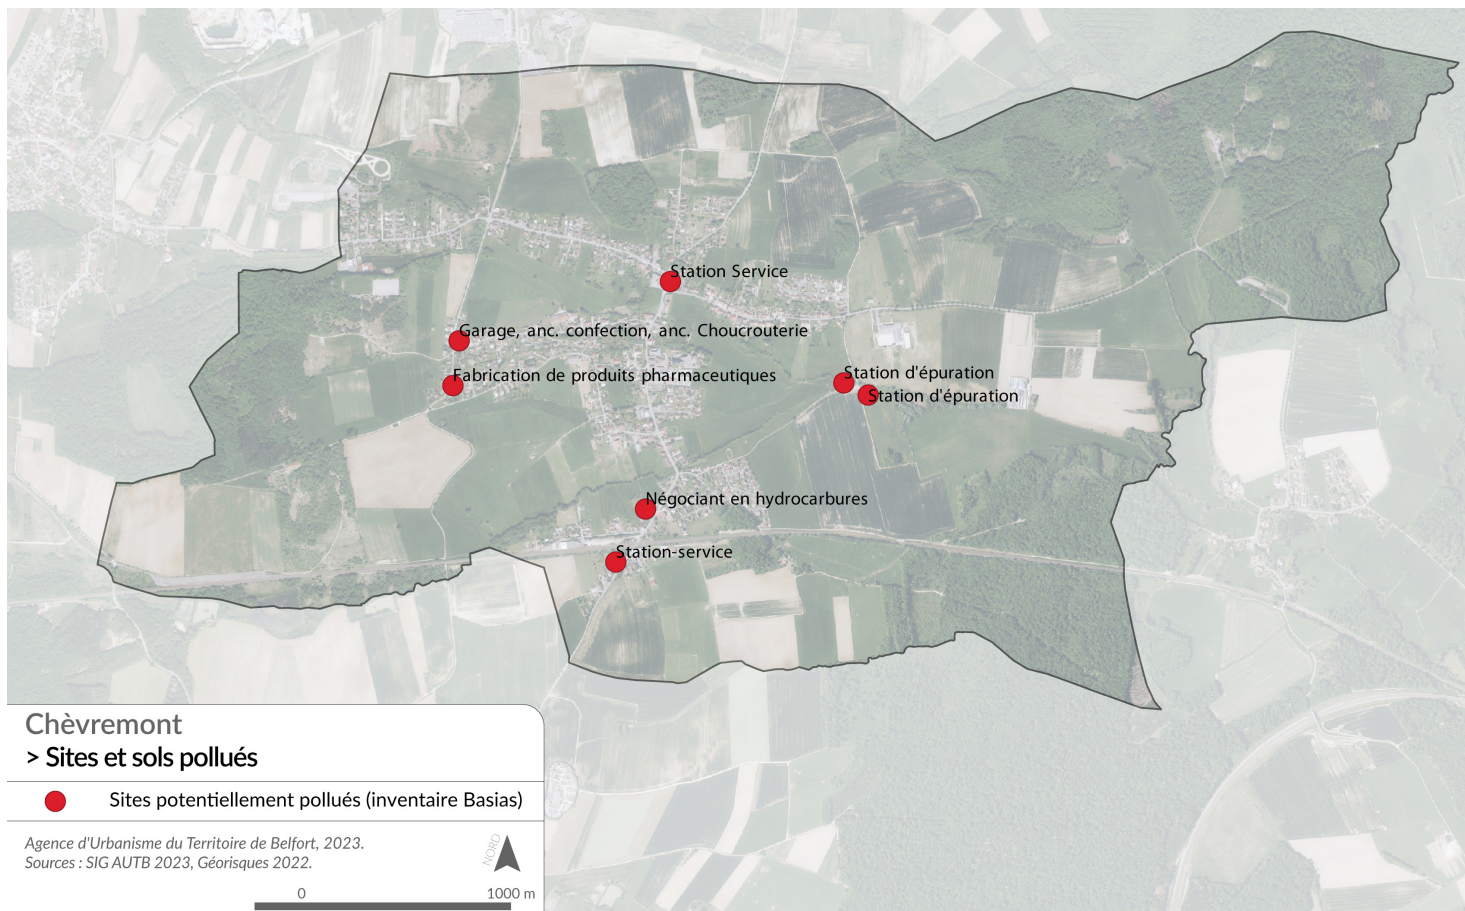 Station Service
Garage, anc. confection, anc. Choucrouterie
Fabrication de produits pharmaceutiques
Station d'épuration
Station d'épuration
Négociant en hydrocarbures
Station-service
Chèvremont
> Sites et sols pollués
Sites potentiellement pollués (inventaire Basias)
Agence d'Urbanisme du Territoire de Belfort, 2023.
Sources : SIG AUTB 2023, Géorisques 2022.
NORD
0 1000 m